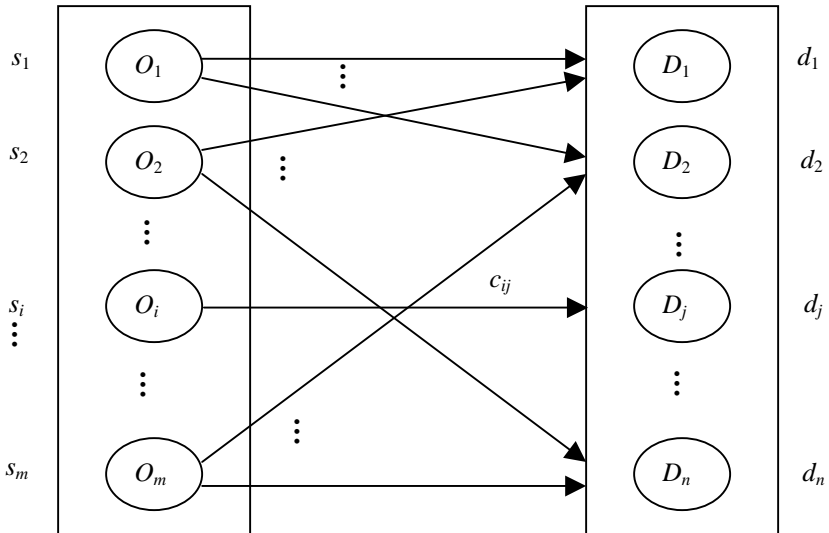 s1 O1 ⋮ D1 d1
s2 O2 ⋮ D2 d2
⋮ ⋮
si Oi cij Dj dj
⋮
⋮ ⋮
⋮
sm Om Dn dn